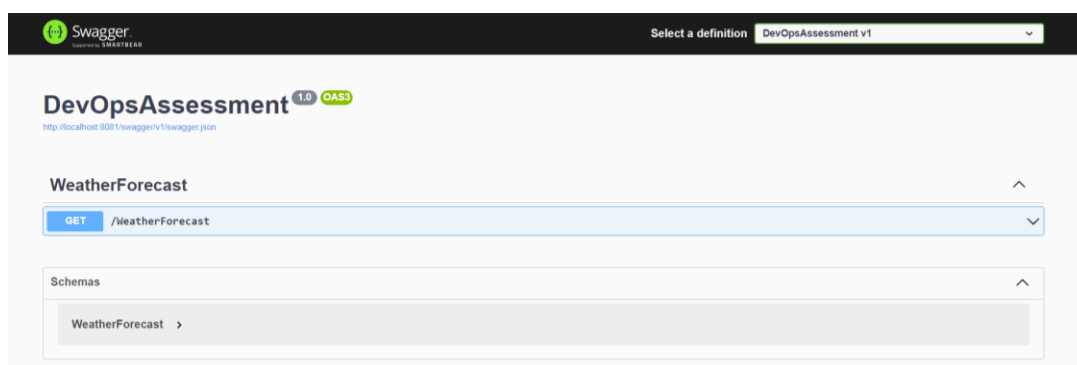 {...} Swagger.
Supported by SMARTBEAR
Select a definition DevOpsAssessment v1
DevOpsAssessment 1.0 OAS3
http://localhost:8081/swagger/v1/swagger.json
WeatherForecast
GET /WeatherForecast
Schemas
WeatherForecast